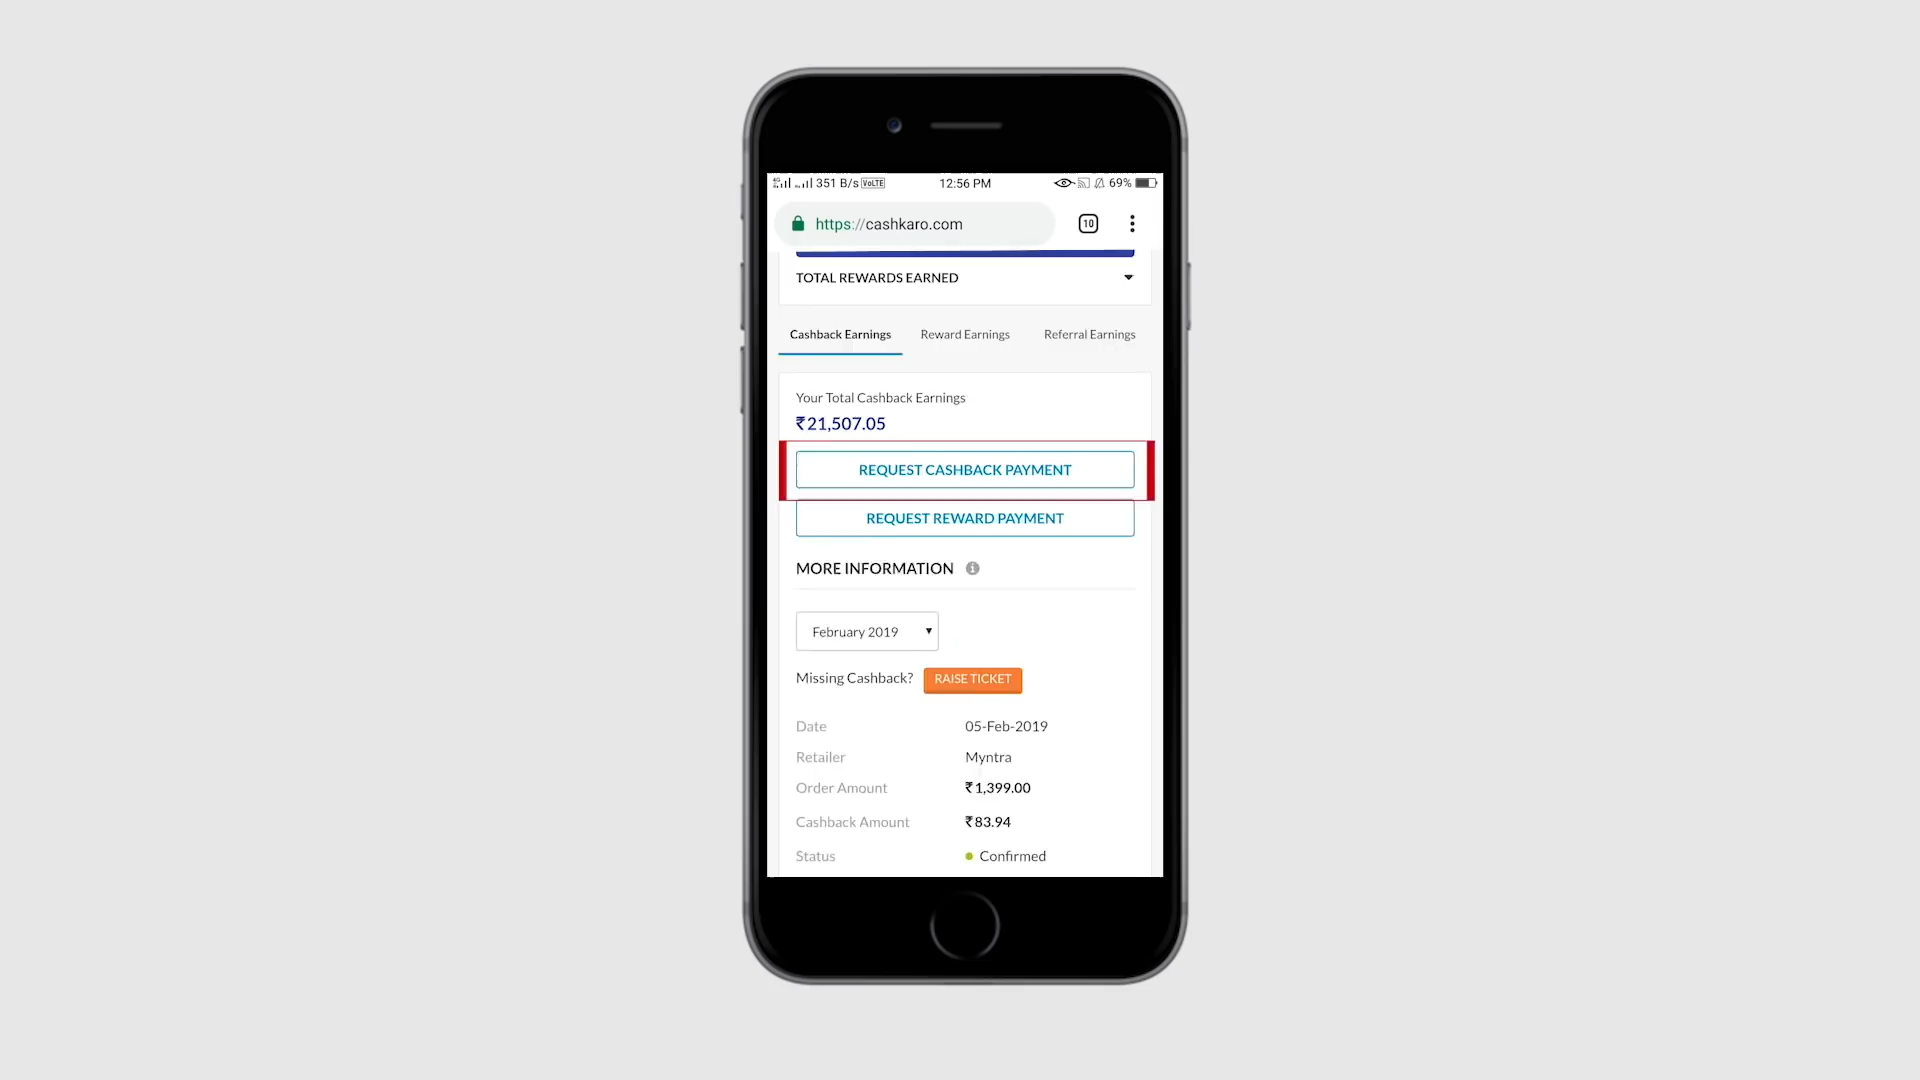 351 B/s VoLTE 12:56 PM 69%
https://cashkaro.com 10
TOTAL REWARDS EARNED
Cashback Earnings Reward Earnings Referral Earnings
Your Total Cashback Earnings
₹21,507.05
REQUEST CASHBACK PAYMENT
REQUEST REWARD PAYMENT
MORE INFORMATION
February 2019
Missing Cashback? RAISE TICKET
Date 05-Feb-2019
Retailer Myntra
Order Amount ₹1,399.00
Cashback Amount ₹83.94
Status Confirmed